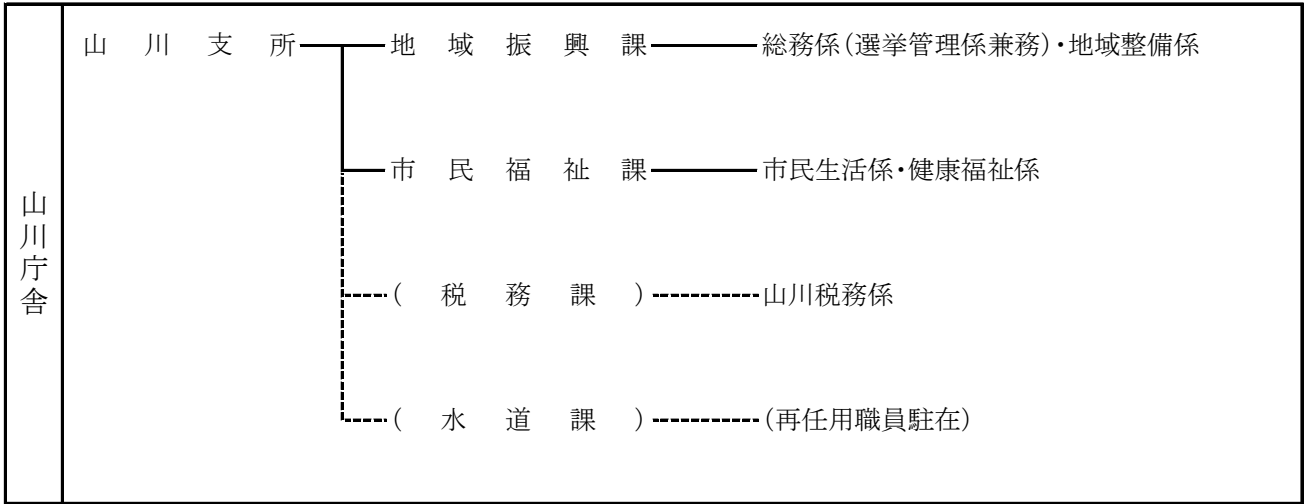 山川庁舎
山川支所 地域振興課 総務係(選挙管理係兼務)・地域整備係
市民福祉課 市民生活係・健康福祉係
(税務課) 山川税務係
(水道課) (再任用職員駐在)